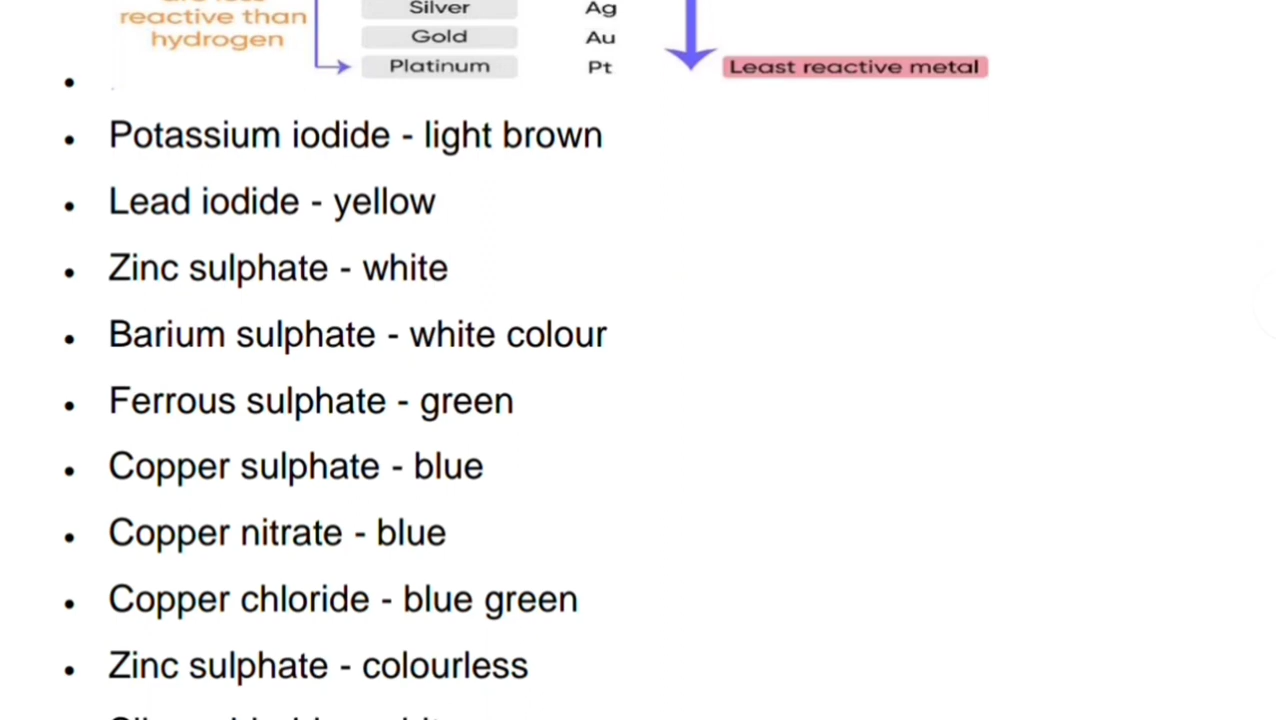 reactive than
hydrogen
Silver Ag
Gold Au
Platinum Pt
Least reactive metal
Potassium iodide - light brown
Lead iodide - yellow
Zinc sulphate - white
Barium sulphate - white colour
Ferrous sulphate - green
Copper sulphate - blue
Copper nitrate - blue
Copper chloride - blue green
Zinc sulphate - colourless